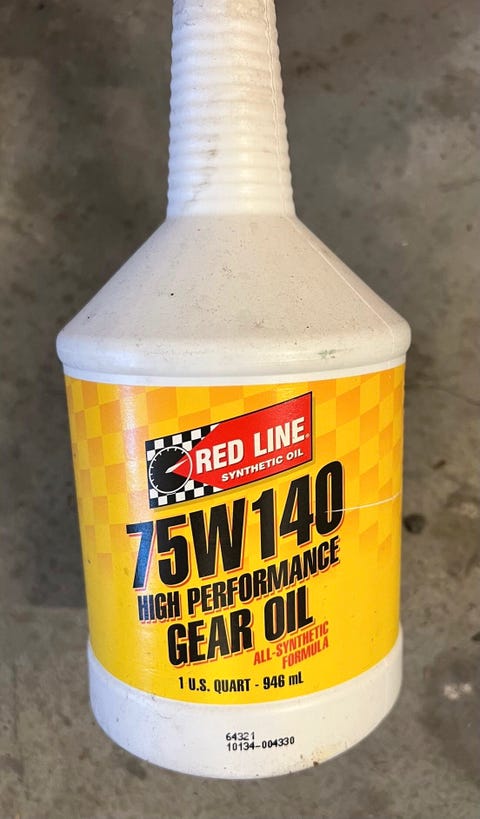 RED LINE®
SYNTHETIC OIL
75W140
HIGH PERFORMANCE
GEAR OIL
ALL-SYNTHETIC
FORMULA
1 U.S. QUART - 946 mL
64321
10134-004330